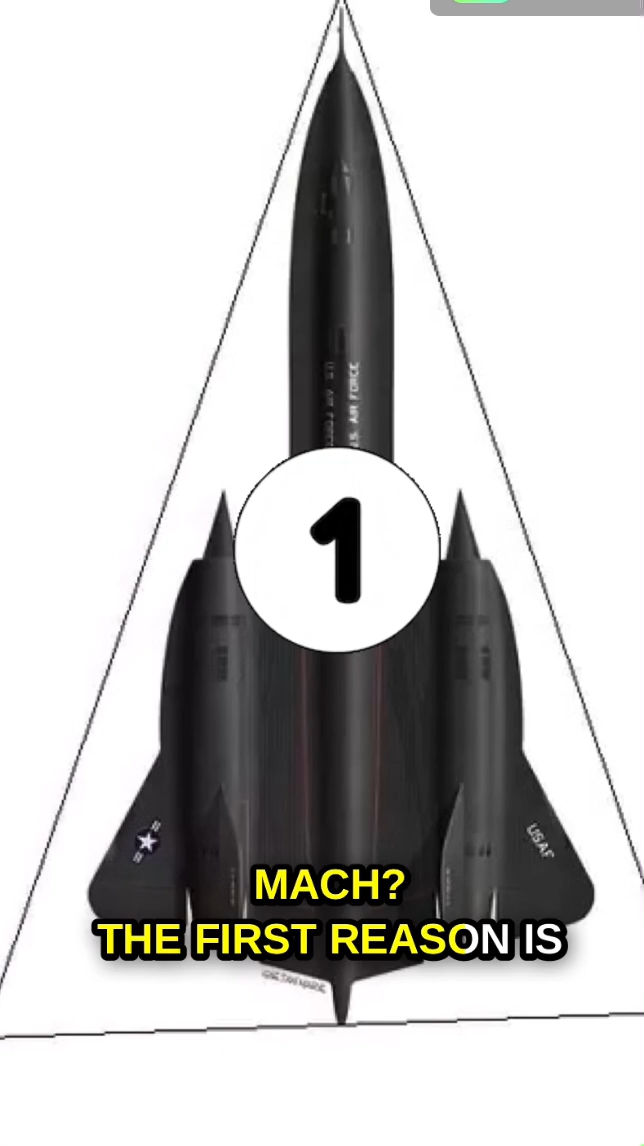 U.S. AIR FORCE
1
USAF
MACH?
THE FIRST REASON IS